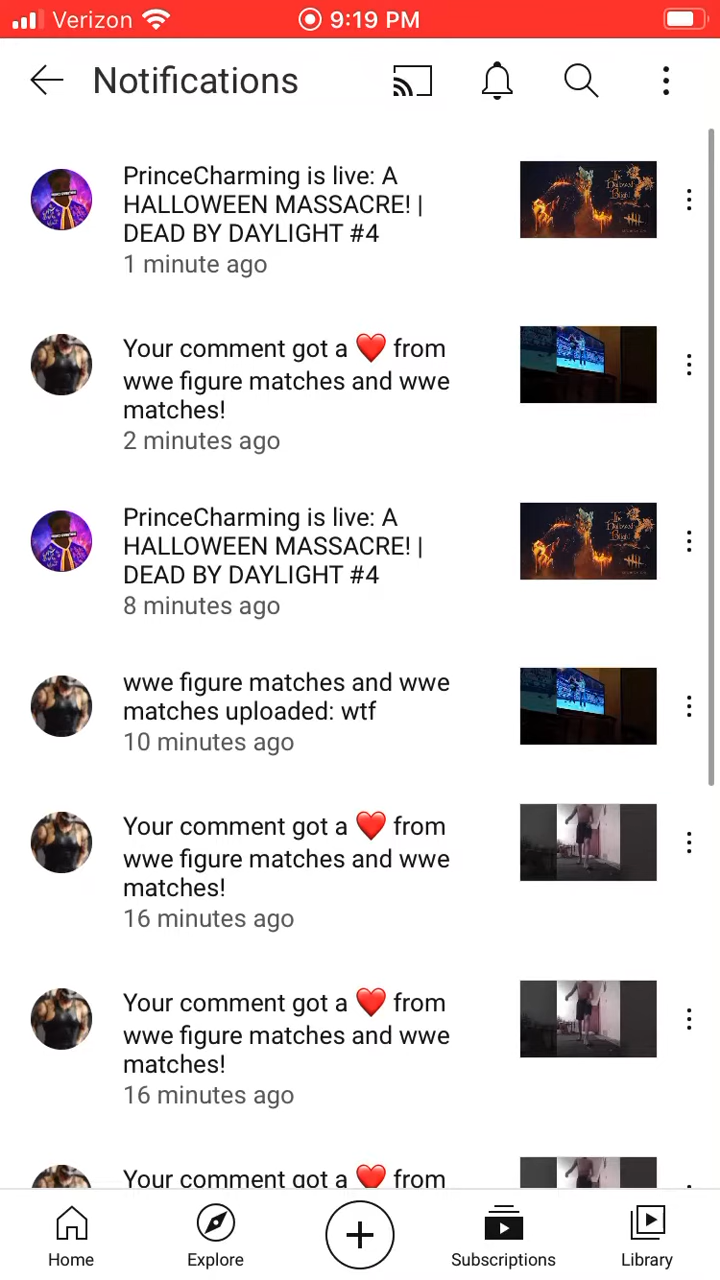 Verizon 9:19 PM
Notifications
PrinceCharming is live: A
HALLOWEEN MASSACRE! |
DEAD BY DAYLIGHT #4
1 minute ago
Your comment got a ❤️ from
wwe figure matches and wwe
matches!
2 minutes ago
PrinceCharming is live: A
HALLOWEEN MASSACRE! |
DEAD BY DAYLIGHT #4
8 minutes ago
wwe figure matches and wwe
matches uploaded: wtf
10 minutes ago
Your comment got a ❤️ from
wwe figure matches and wwe
matches!
16 minutes ago
Your comment got a ❤️ from
wwe figure matches and wwe
matches!
16 minutes ago
Your comment got a ❤️ from
Home Explore Subscriptions Library